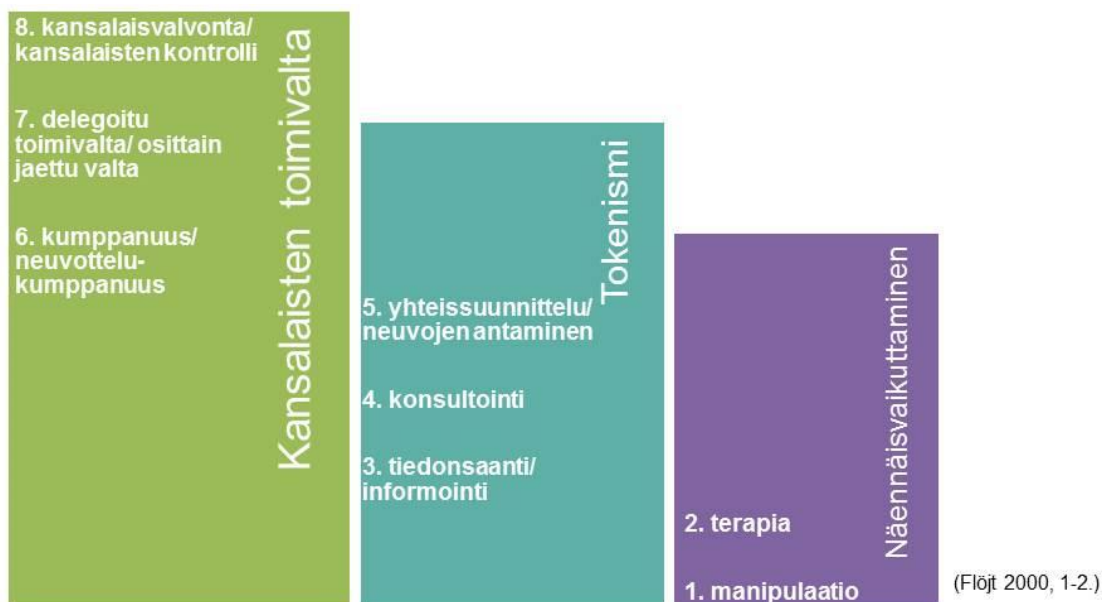 8. kansalaisvalvonta/
kansalaisten kontrolli
7. delegoitu
toimivalta/ osittain
jaettu valta
6. kumppanuus/
neuvottelu-
kumppanuus
Kansalaisten toimivalta
5. yhteissuunnittelu/
neuvojen antaminen
4. konsultointi
3. tiedonsaanti/
informointi
Tokenismi
2. terapia
1. manipulaatio
Näennäisvaikuttaminen
(Flöjt 2000, 1-2.)